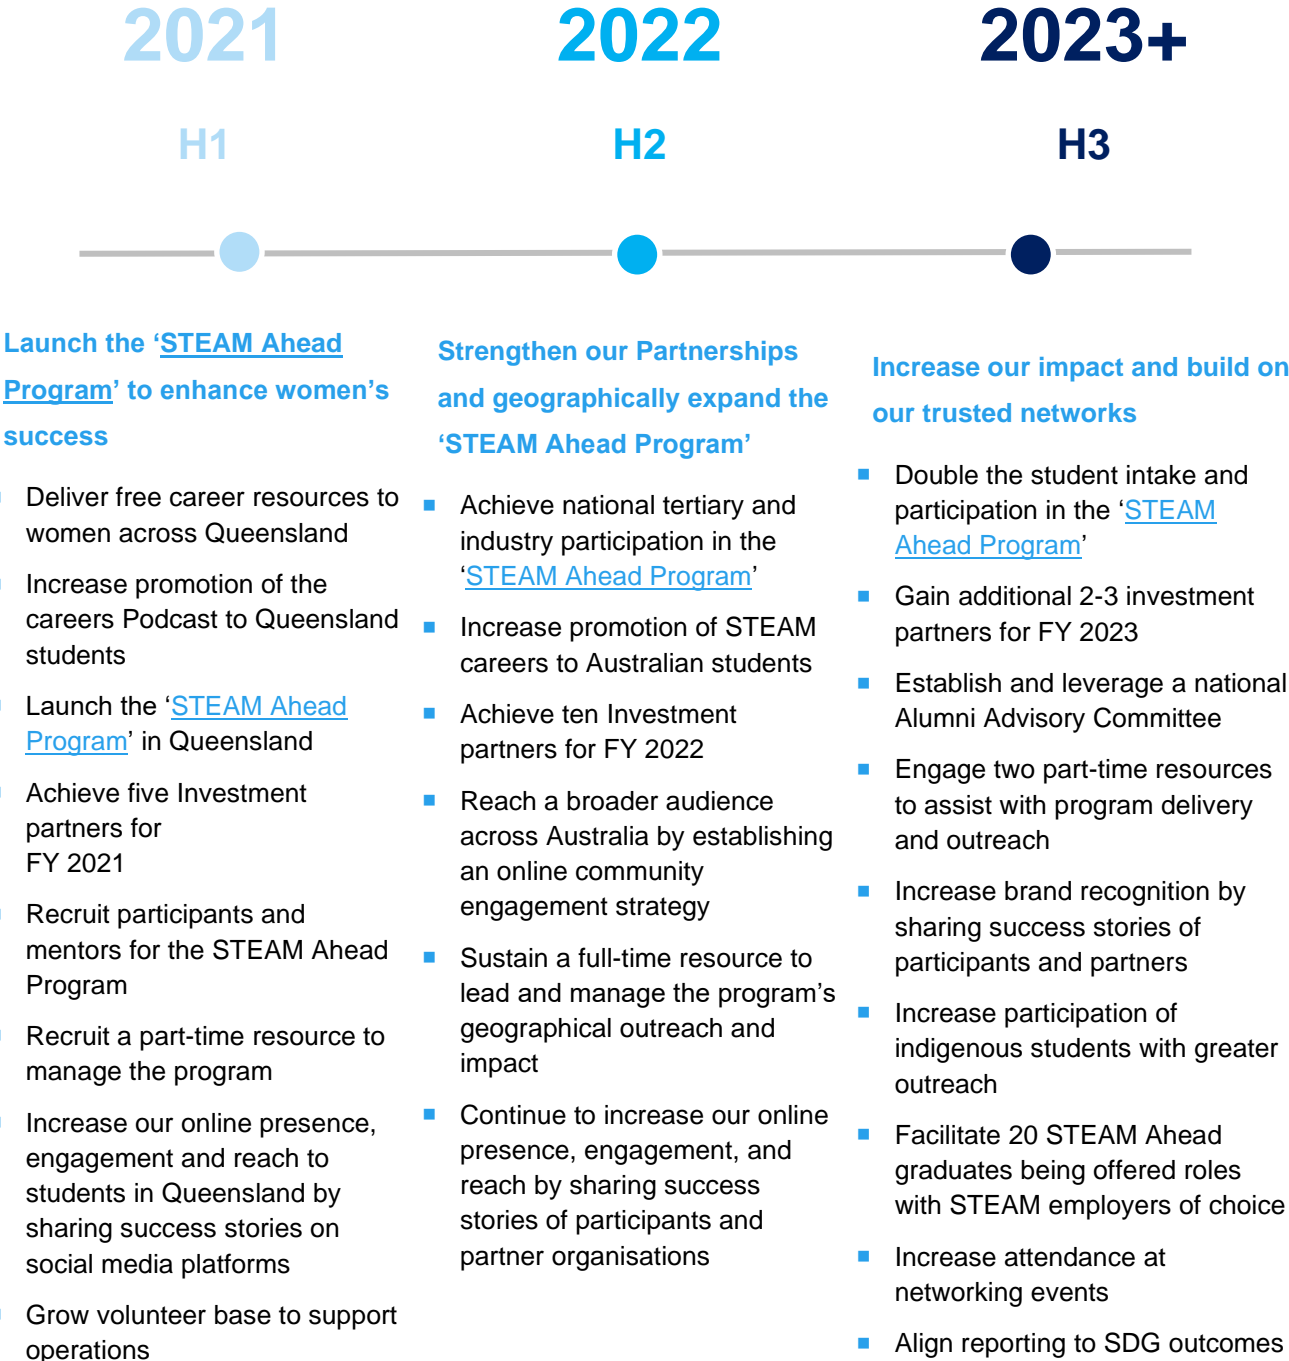 2021
2022
2023+
H1
H2
H3
Launch the ‘STEAM Ahead
Program’ to enhance women’s
success
Deliver free career resources to
women across Queensland
Increase promotion of the
careers Podcast to Queensland
students
Launch the ‘STEAM Ahead
Program’ in Queensland
Achieve five Investment
partners for
FY 2021
Recruit participants and
mentors for the STEAM Ahead
Program
Recruit a part-time resource to
manage the program
Increase our online presence,
engagement and reach to
students in Queensland by
sharing success stories on
social media platforms
Grow volunteer base to support
operations
Strengthen our Partnerships
and geographically expand the
‘STEAM Ahead Program’
Achieve national tertiary and
industry participation in the
‘STEAM Ahead Program’
Increase promotion of STEAM
careers to Australian students
Achieve ten Investment
partners for FY 2022
Reach a broader audience
across Australia by establishing
an online community
engagement strategy
Sustain a full-time resource to
lead and manage the program’s
geographical outreach and
impact
Continue to increase our online
presence, engagement, and
reach by sharing success
stories of participants and
partner organisations
Increase our impact and build on
our trusted networks
Double the student intake and
participation in the ‘STEAM
Ahead Program’
Gain additional 2-3 investment
partners for FY 2023
Establish and leverage a national
Alumni Advisory Committee
Engage two part-time resources
to assist with program delivery
and outreach
Increase brand recognition by
sharing success stories of
participants and partners
Increase participation of
indigenous students with greater
outreach
Facilitate 20 STEAM Ahead
graduates being offered roles
with STEAM employers of choice
Increase attendance at
networking events
Align reporting to SDG outcomes